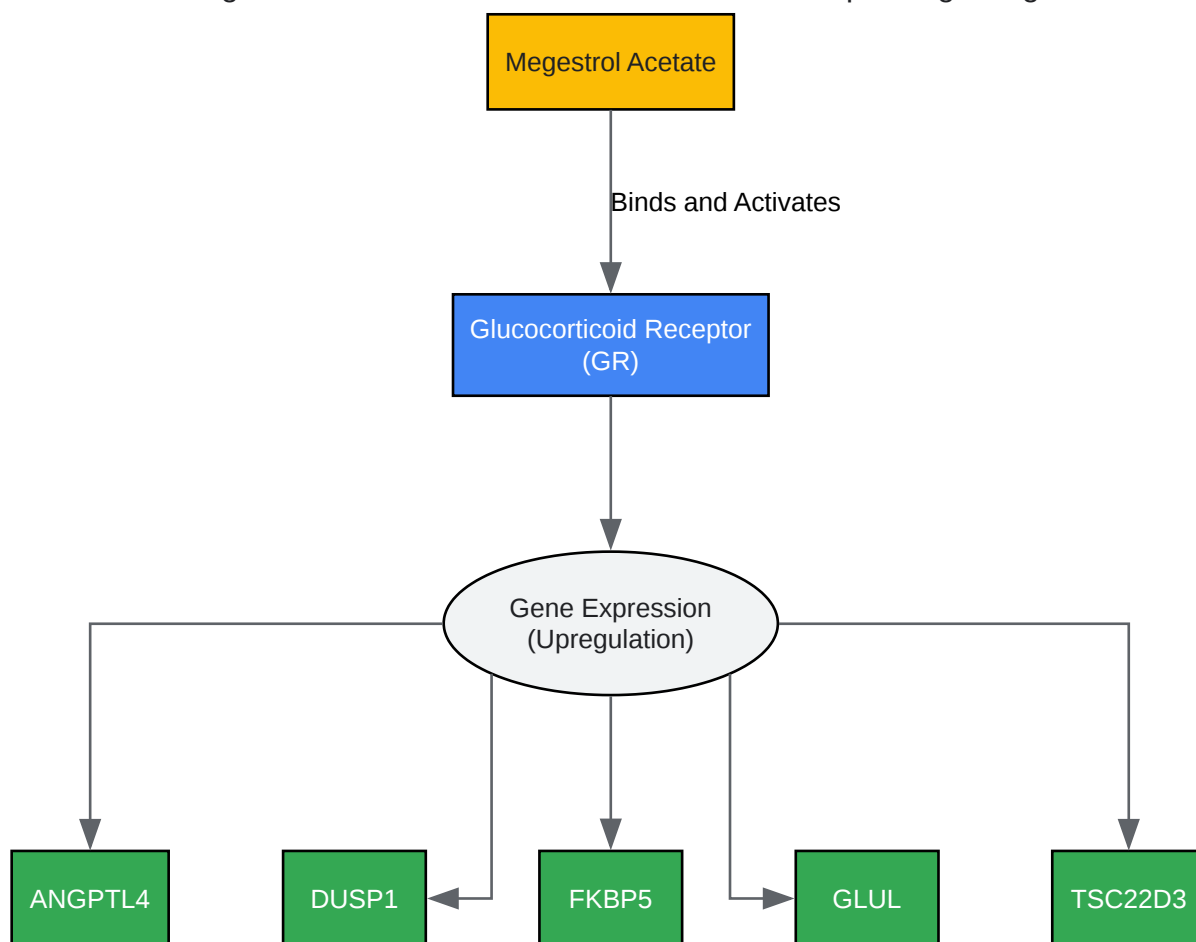 Megestrol Acetate
Binds and Activates
Glucocorticoid Receptor
(GR)
Gene Expression
(Upregulation)
ANGPTL4
DUSP1
FKBP5
GLUL
TSC22D3